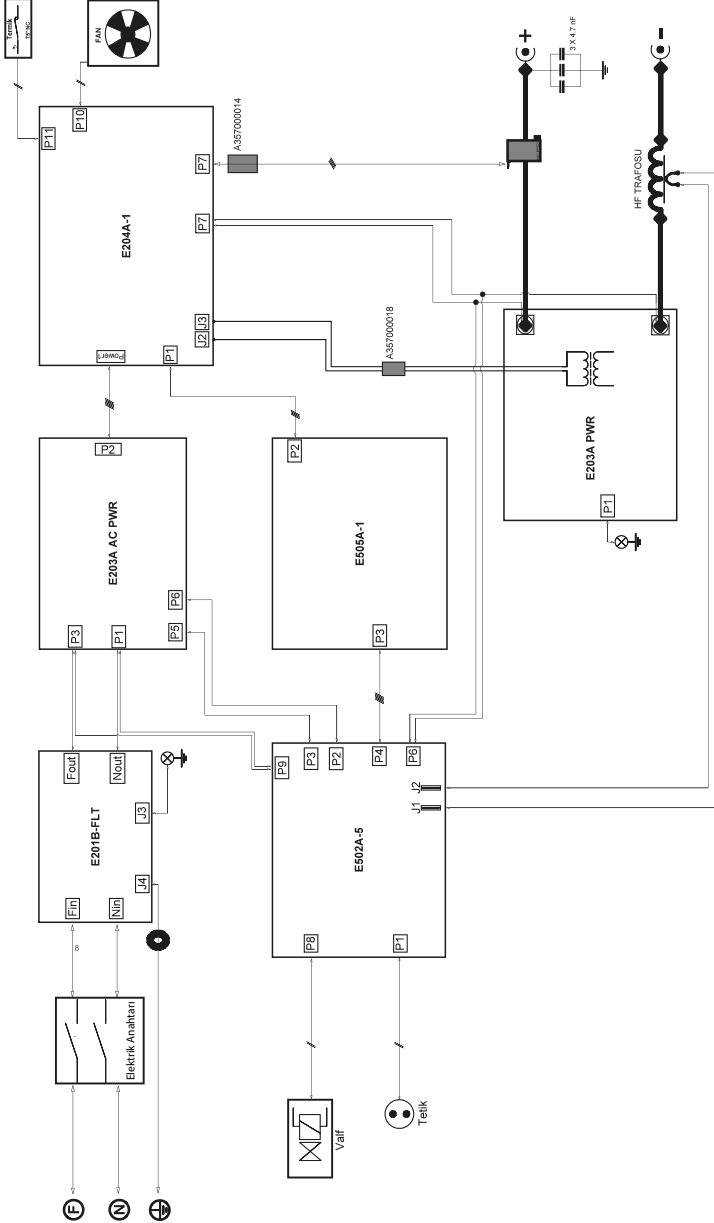 Termik
75° NC
FAN
P11
P10
P7
A357000014
E204A-1
P7
J3
J2
Power1
P1
A357000018
+
3 X 4.7 nF
-
HF TRAFOSU
E203A PWR
P1
P2
E203A AC PWR
P6
P5
P3
P1
P2
E505A-1
P3
Fout
Nout
E201B-FLT
J3
J4
Fin
Nin
8
P9
P3
P2
P4
P6
J2
J1
E502A-5
P8
P1
Elektrik Anahtarı
Valf
Tetik
F
N